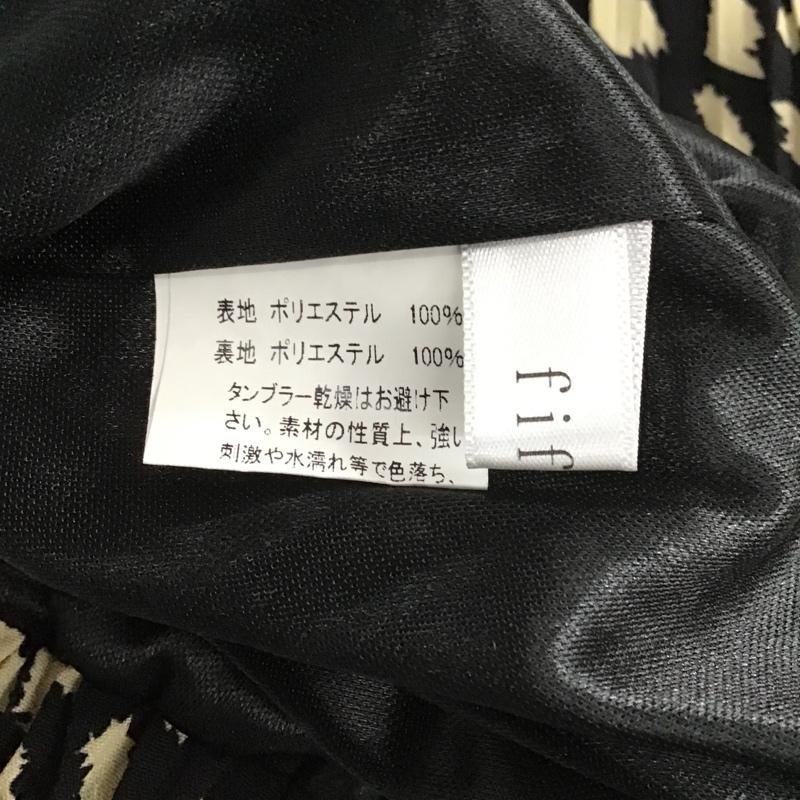 表地 ポリエステル 100%
裏地 ポリエステル 100%
タンブラー乾燥はお避け下
さい。素材の性質上、強い
刺激や水濡れ等で色落ち、
fif